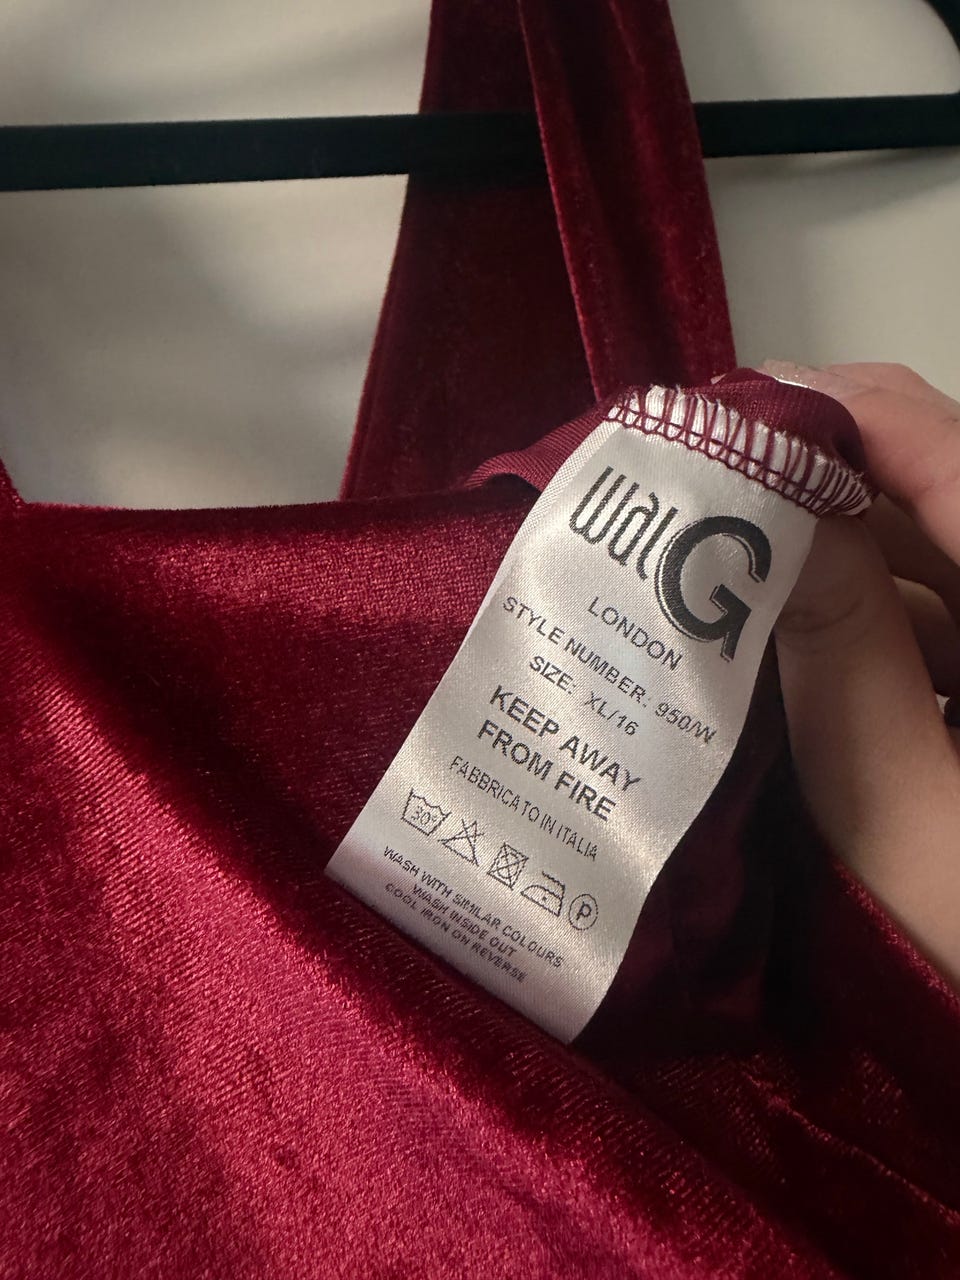 WalG
LONDON
STYLE NUMBER: 950/W
SIZE: XL/16
KEEP AWAY
FROM FIRE
FABBRICATO IN ITALIA
30°
P
WASH WITH SIMILAR COLOURS
WASH INSIDE OUT
COOL IRON ON REVERSE